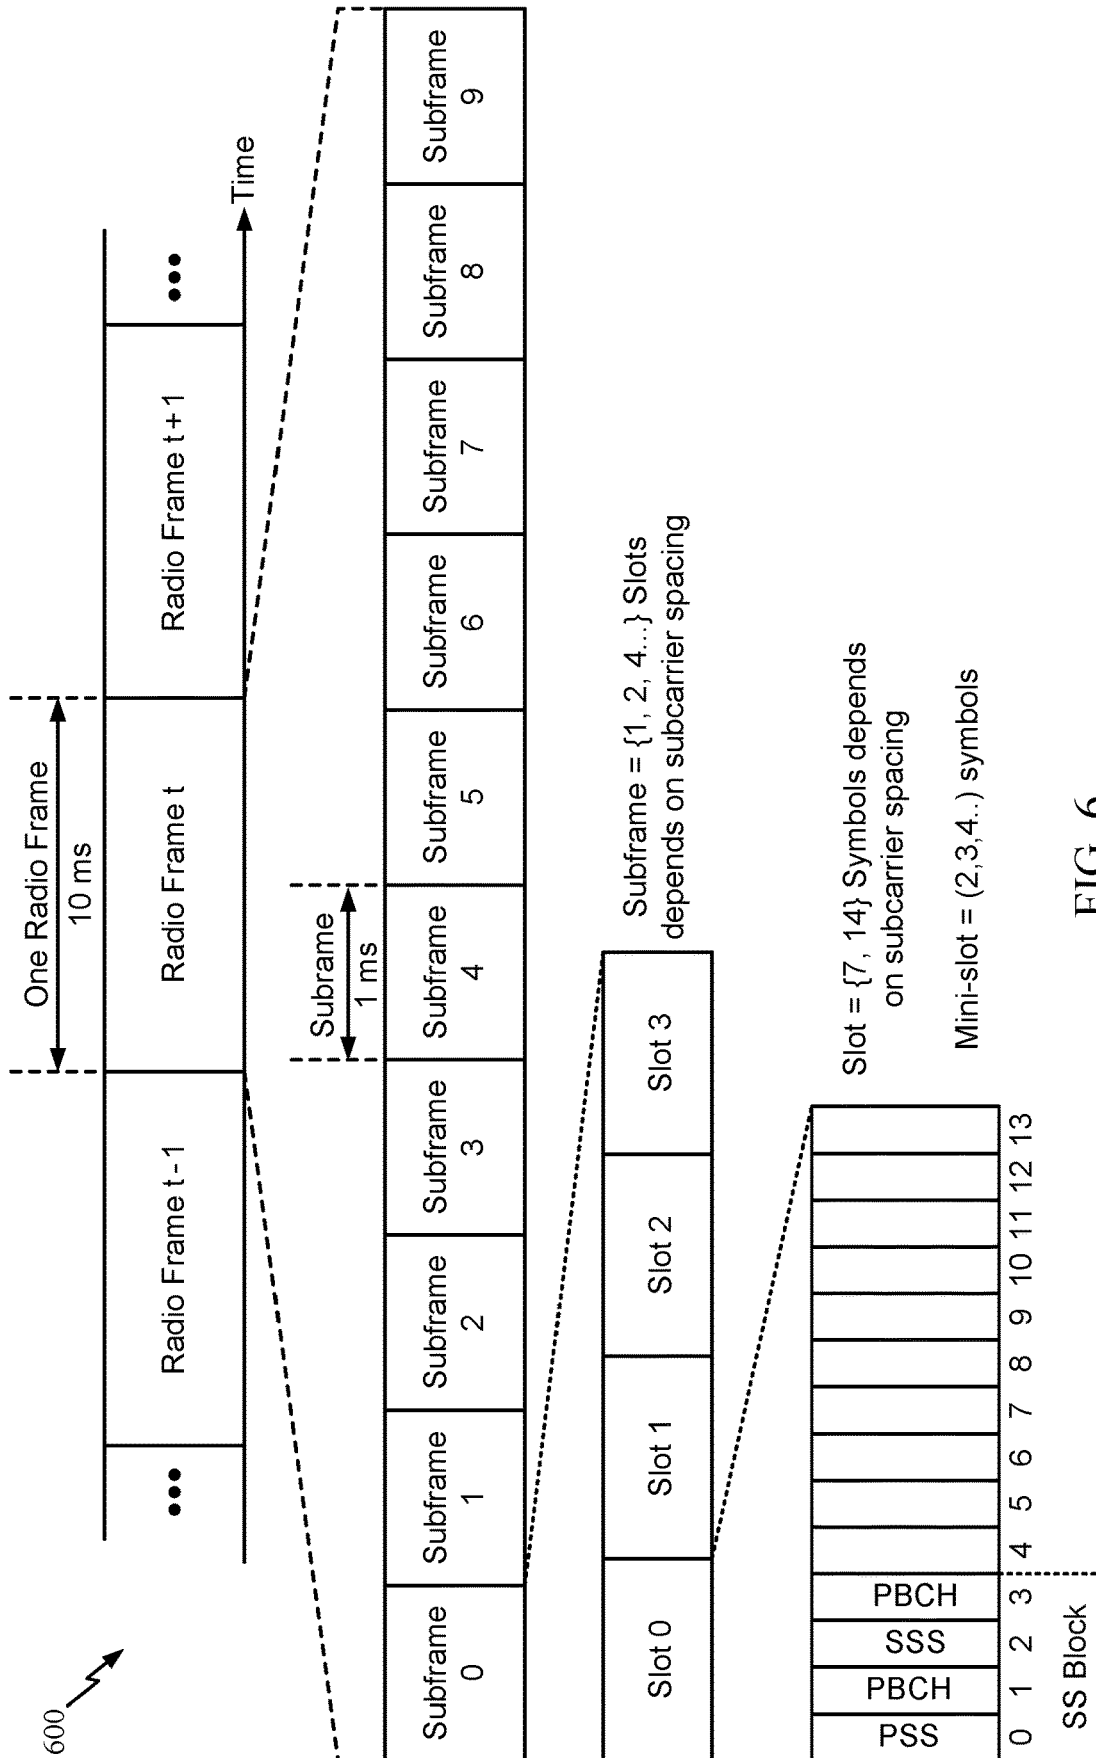 600
One Radio Frame
10 ms
••• Radio Frame t-1 Radio Frame t Radio Frame t+1 •••
Time
Subrame
1 ms
Subframe Subframe Subframe Subframe Subframe Subframe Subframe Subframe Subframe Subframe
0 1 2 3 4 5 6 7 8 9
Slot 0 Slot 1 Slot 2 Slot 3
Subframe = {1, 2, 4...} Slots
depends on subcarrier spacing
PSS PBCH SSS PBCH
0 1 2 3 4 5 6 7 8 9 10 11 12 13
SS Block
Slot = {7, 14} Symbols depends
on subcarrier spacing
Mini-slot = (2,3,4..) symbols
FIG. 6